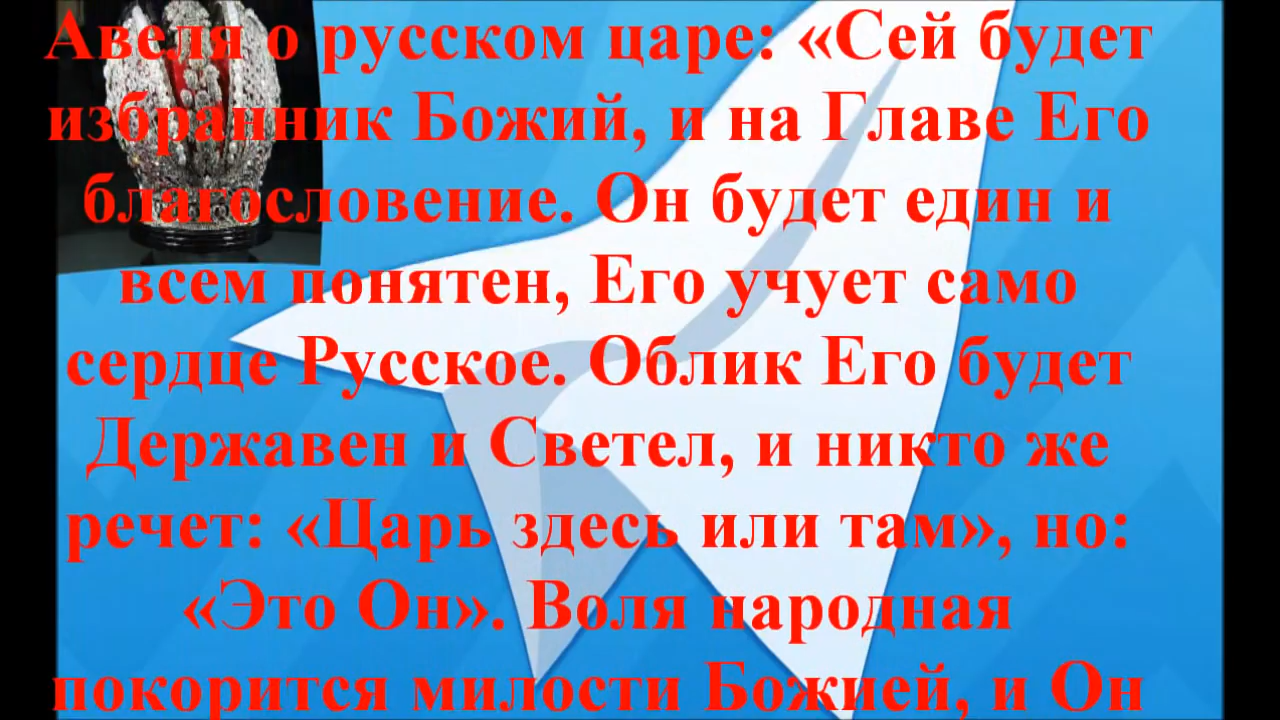 Авеля о русском царе: «Сей будет
избранник Божий, и на Главе Его
благословение. Он будет един и
всем понятен, Его учует само
сердце Русское. Облик Его будет
Державен и Светел, и никто же
речет: «Царь здесь или там», но:
«Это Он». Воля народная
покорится милости Божией, и Он